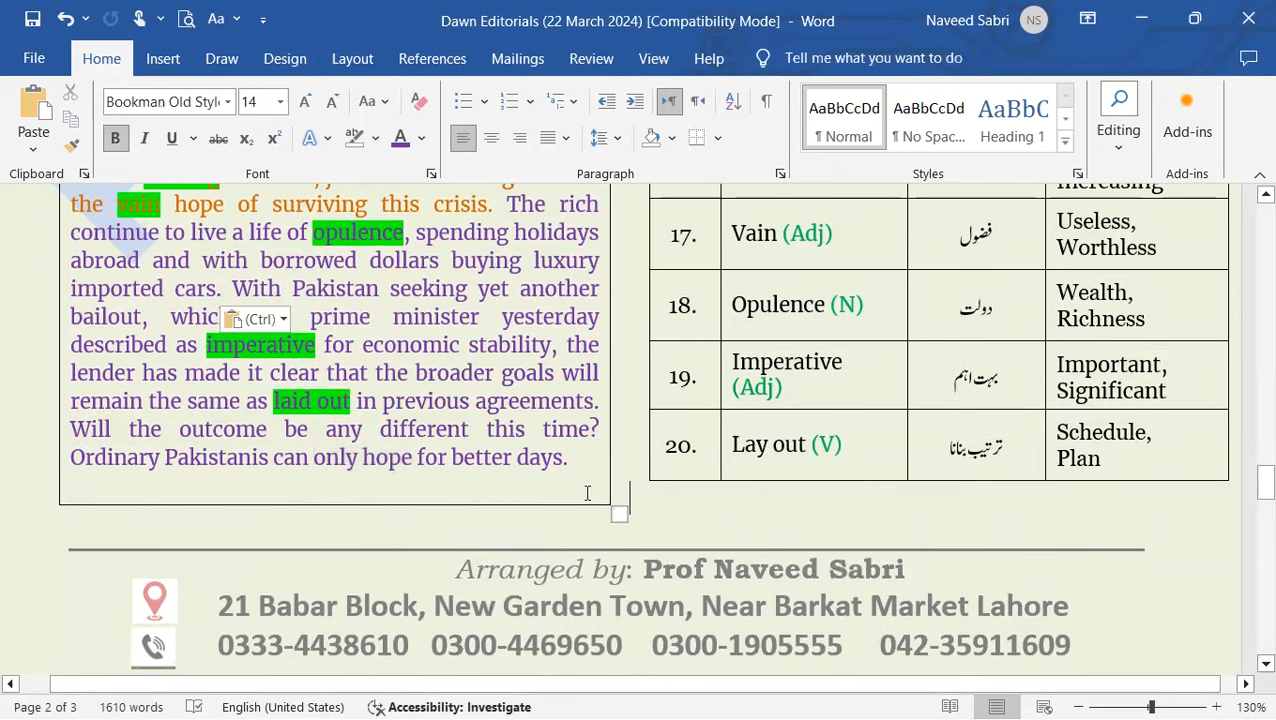 Dawn Editorials (22 March 2024) [Compatibility Mode] - Word
Naveed Sabri NS
File Home Insert Draw Design Layout References Mailings Review View Help Tell me what you want to do
Bookman Old Style 14 Aa
Paste
B I U abc x₂ x² A A
AaBbCcDd AaBbCcDd AaBbC
¶ Normal ¶ No Spac... Heading 1
Editing Add-ins
Clipboard Font Paragraph Styles Editing Add-ins
the vain hope of surviving this crisis. The rich
continue to live a life of opulence, spending holidays
abroad and with borrowed dollars buying luxury
imported cars. With Pakistan seeking yet another
bailout, whic (Ctrl) prime minister yesterday
described as imperative for economic stability, the
lender has made it clear that the broader goals will
remain the same as laid out in previous agreements.
Will the outcome be any different this time?
Ordinary Pakistanis can only hope for better days.
Increasing
17. Vain (Adj) فضول Useless, Worthless
18. Opulence (N) دولت Wealth, Richness
19. Imperative (Adj) بہت اہم Important, Significant
20. Lay out (V) ترتیب بنانا Schedule, Plan
Arranged by: Prof Naveed Sabri
21 Babar Block, New Garden Town, Near Barkat Market Lahore
0333-4438610 0300-4469650 0300-1905555 042-35911609
Page 2 of 3 1610 words English (United States) Accessibility: Investigate 130%